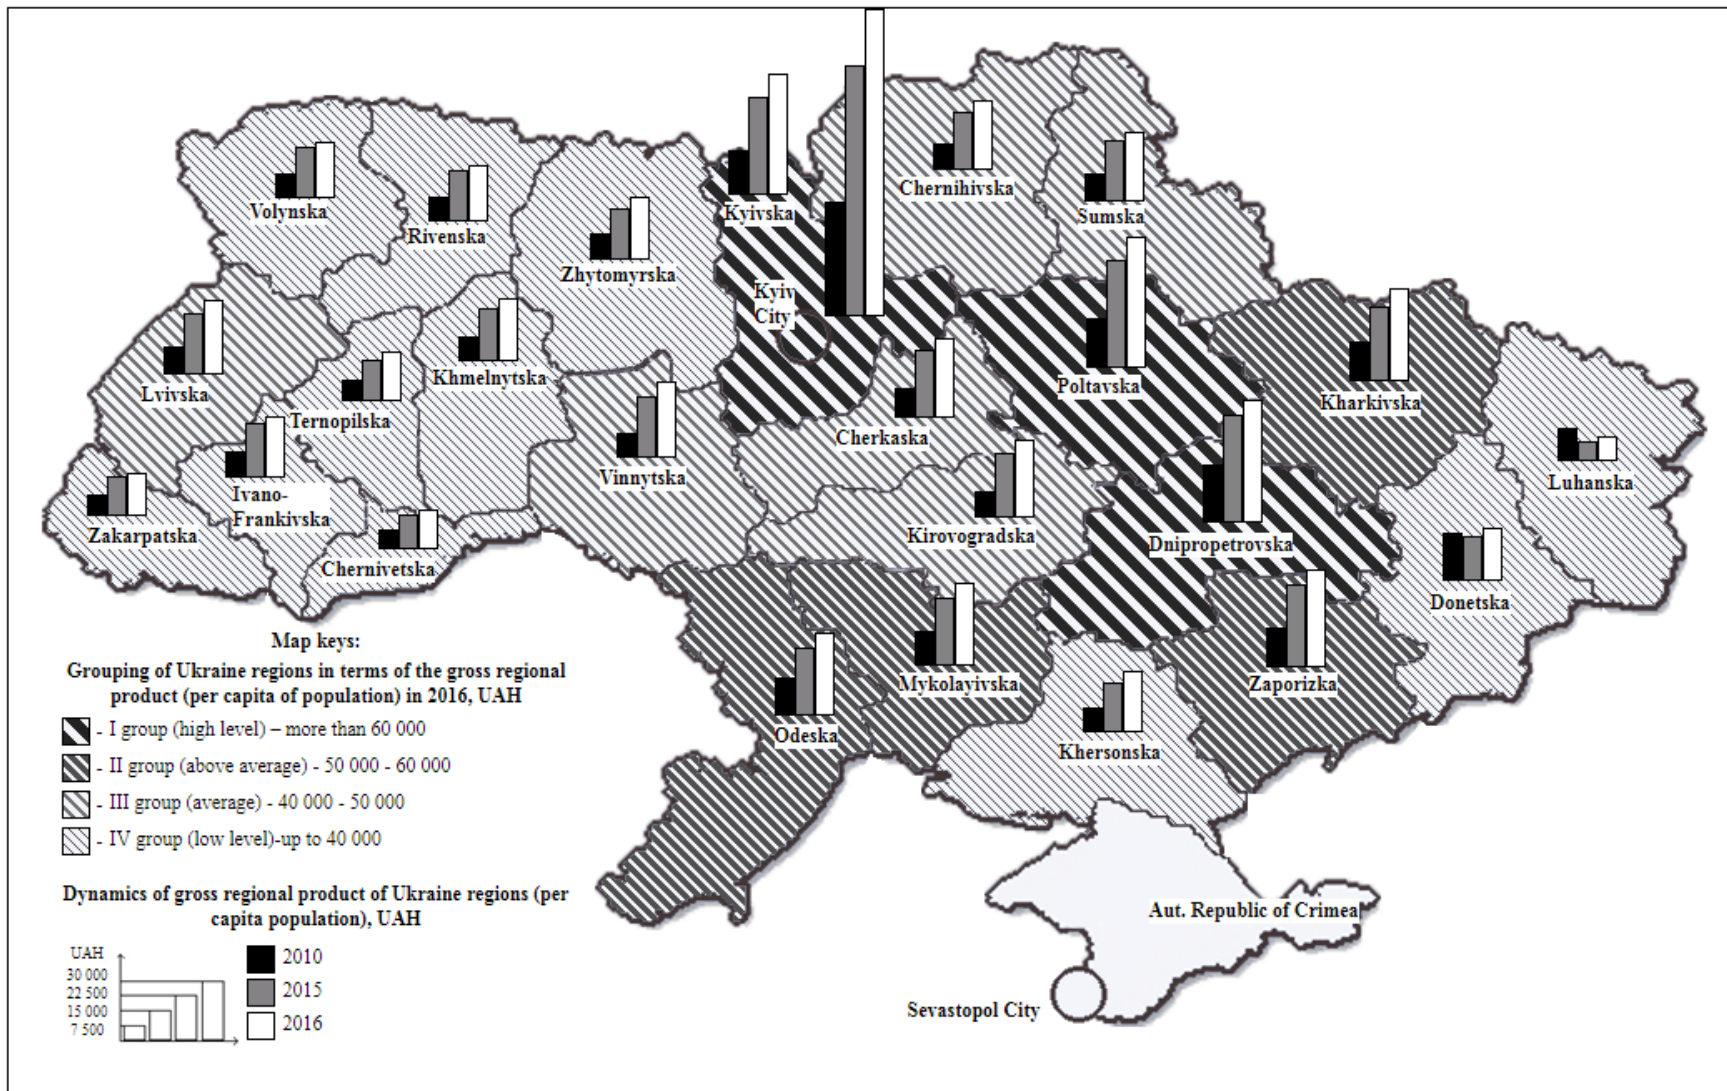 Volynska
Rivenska
Zhytomyrska
Kyivska
Kyiv
City
Chernihivska
Sumska
Lvivska
Ternopilska
Khmelnytska
Vinnytska
Cherkaska
Poltavska
Kharkivska
Luhanska
Zakarpatska
Ivano-
Frankivska
Chernivetska
Kirovogradska
Dnipropetrovska
Donetska
Odeska
Mykolayivska
Khersonska
Zaporizka
Aut. Republic of Crimea
Sevastopol City
Map keys:
Grouping of Ukraine regions in terms of the gross regional
product (per capita of population) in 2016, UAH
- I group (high level) – more than 60 000
- II group (above average) - 50 000 - 60 000
- III group (average) - 40 000 - 50 000
- IV group (low level)-up to 40 000
Dynamics of gross regional product of Ukraine regions (per
capita population), UAH
UAH
30 000
22 500
15 000
7 500
2010
2015
2016